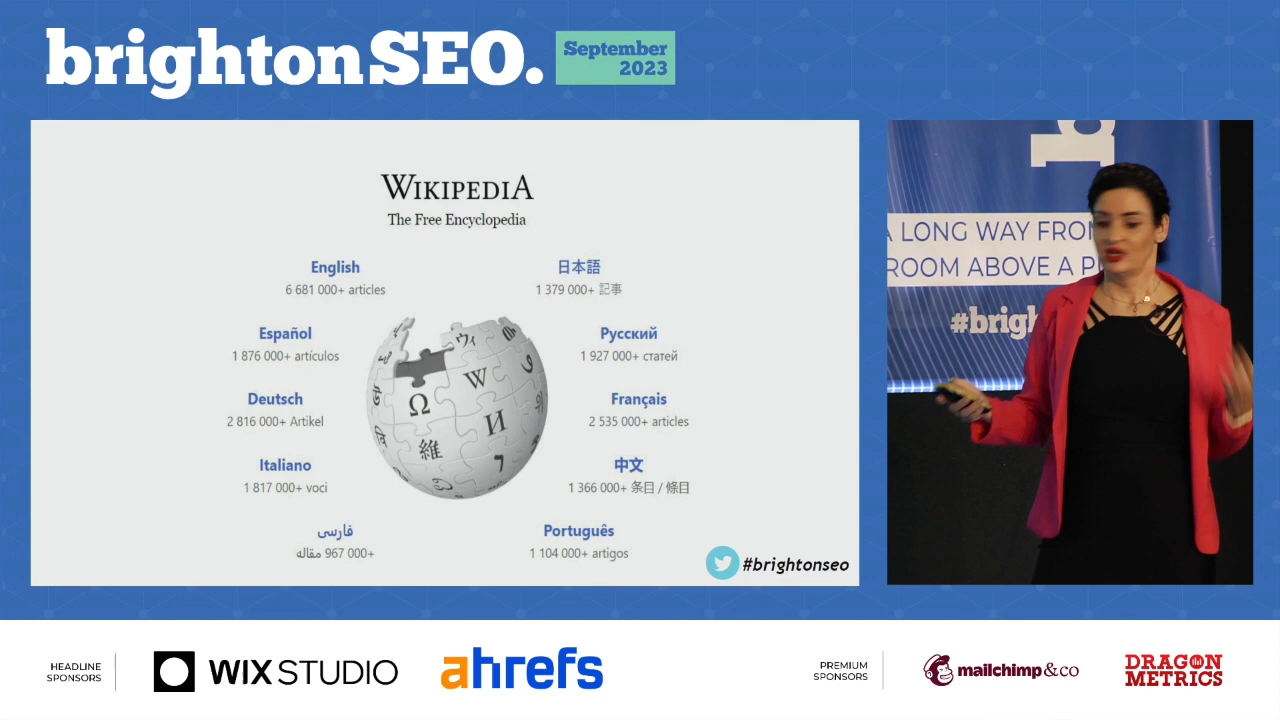 brightonSEO.
September
2023
WIKIPEDIA
The Free Encyclopedia
English
6 681 000+ articles
日本語
1 379 000+ 記事
Español
1 876 000+ artículos
Русский
1 927 000+ статей
Deutsch
2 816 000+ Artikel
Français
2 535 000+ articles
Italiano
1 817 000+ voci
中文
1 366 000+ 条目 / 條目
فارسی
967 000+ مقاله
Português
1 104 000+ artigos
#brightonseo
A LONG WAY FROM
ROOM ABOVE A P
#brigh
Ω
W
И
維
ウィ
HEADLINE
SPONSORS
WIX STUDIO
ahrefs
PREMIUM
SPONSORS
mailchimp&co
DRAGON
METRICS